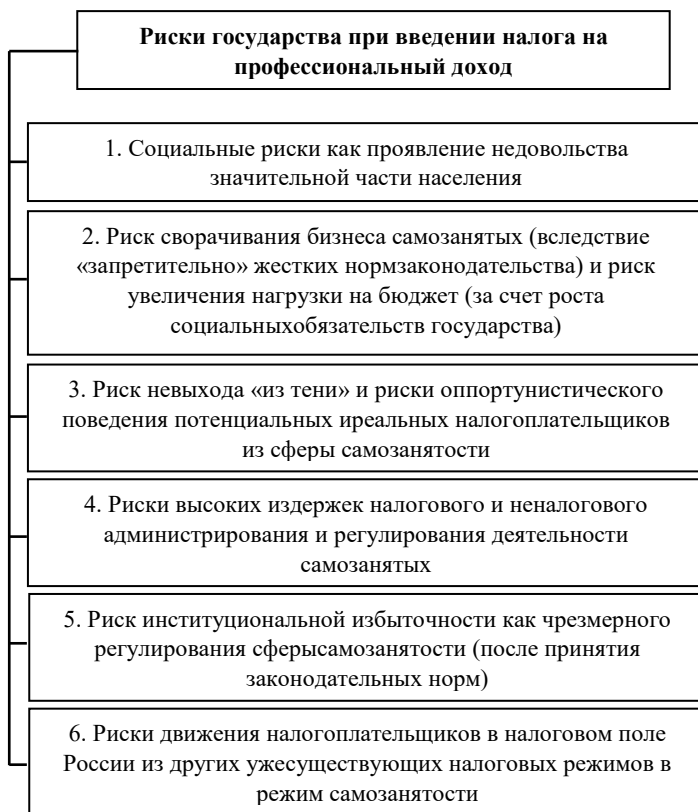 Риски государства при введении налога на
профессиональный доход
1. Социальные риски как проявление недовольства
значительной части населения
2. Риск сворачивания бизнеса самозанятых (вследствие
«запретительно» жестких нормзаконодательства) и риск
увеличения нагрузки на бюджет (за счет роста
социальныхобязательств государства)
3. Риск невыхода «из тени» и риски оппортунистического
поведения потенциальных иреальных налогоплательщиков
из сферы самозанятости
4. Риски высоких издержек налогового и неналогового
администрирования и регулирования деятельности
самозанятых
5. Риск институциональной избыточности как чрезмерного
регулирования сферысамозанятости (после принятия
законодательных норм)
6. Риски движения налогоплательщиков в налоговом поле
России из других ужесуществующих налоговых режимов в
режим самозанятости